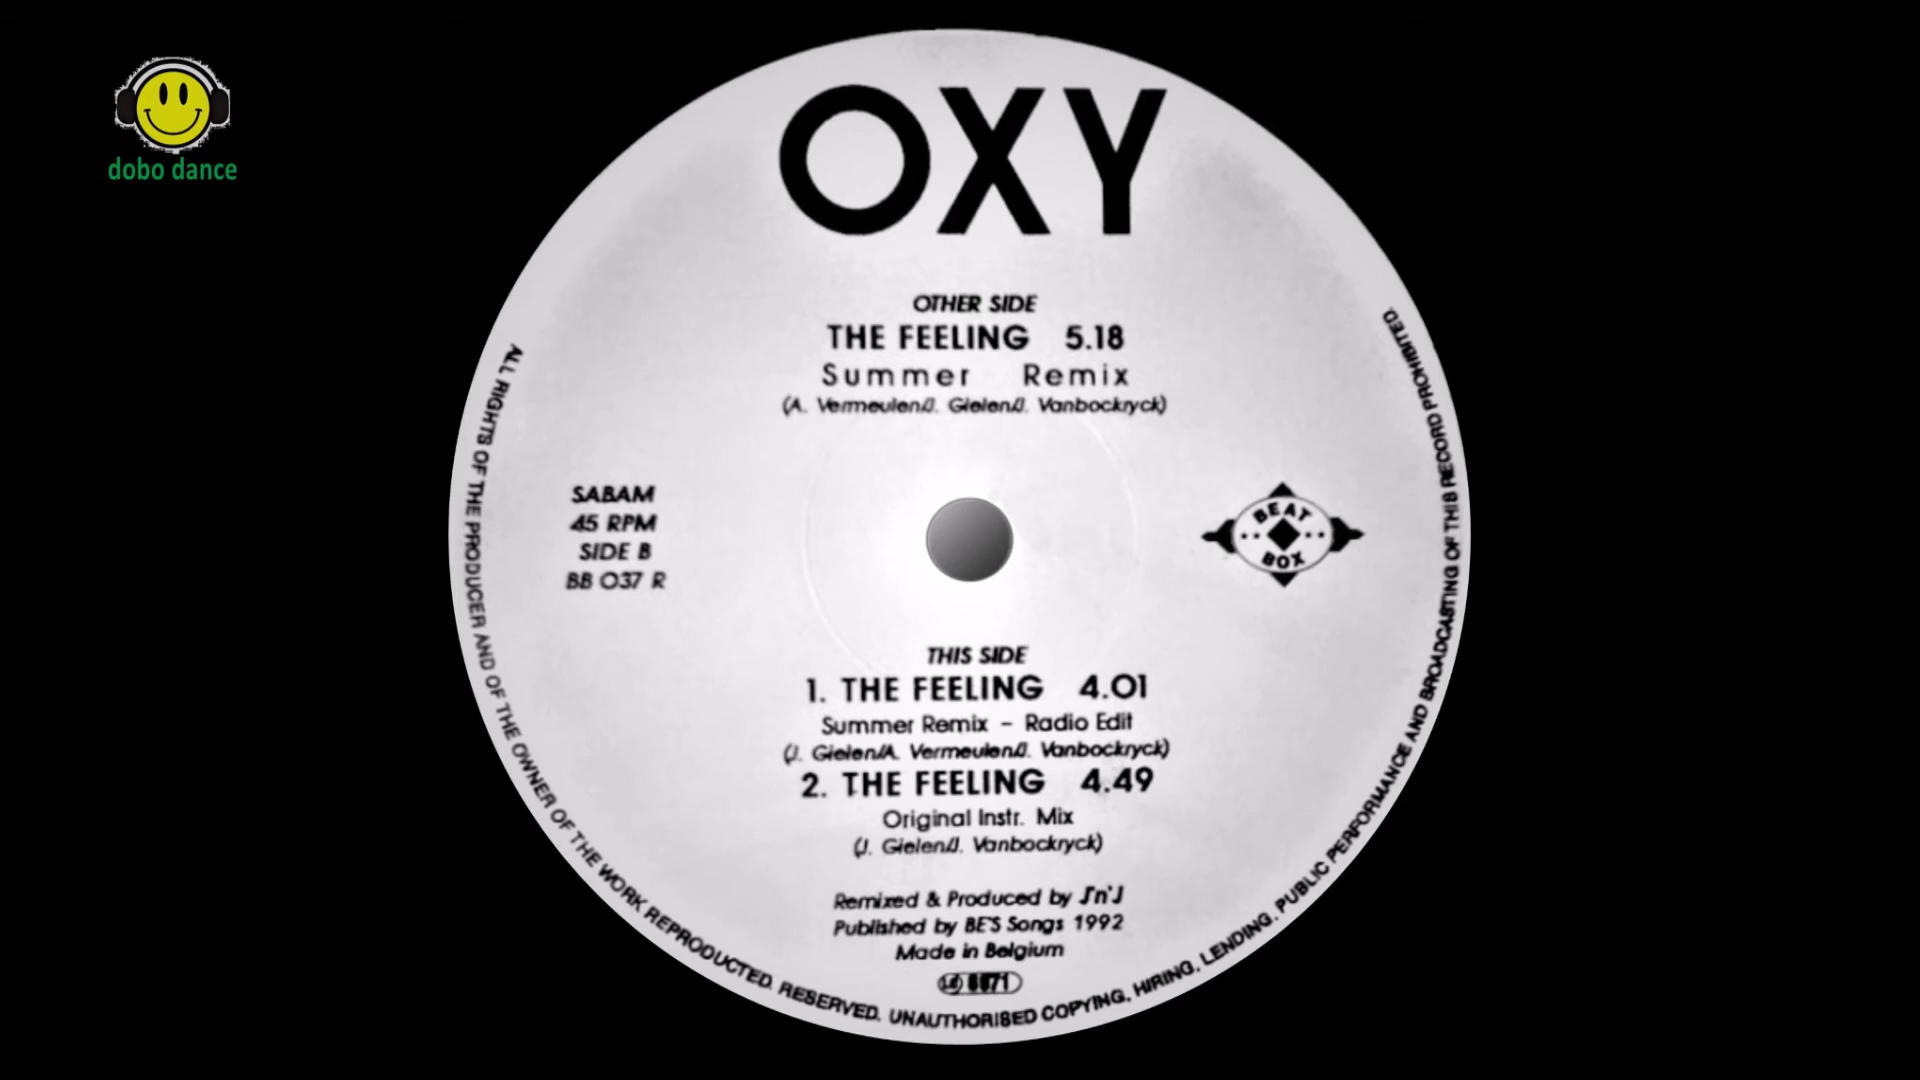 dobo dance
OXY
OTHER SIDE
THE FEELING 5.18
Summer Remix
(A. Vermeulen/J. Gielen/J. Vanbockryck)
SABAM
45 RPM
SIDE B
BB 037 R
BEAT
BOX
THIS SIDE
1. THE FEELING 4.01
Summer Remix – Radio Edit
(J. Gielen/A. Vermeulen/J. Vanbockryck)
2. THE FEELING 4.49
Original Instr. Mix
(J. Gielen/J. Vanbockryck)
Remixed & Produced by J'n'J
Published by BE'S Songs 1992
Made in Belgium
ALL RIGHTS OF THE PRODUCER AND OF THE OWNER OF THE WORK REPRODUCED. RESERVED. UNAUTHORISED COPYING, HIRING, LENDING, PUBLIC PERFORMANCE AND BROADCASTING OF THIS RECORD PROHIBITED.